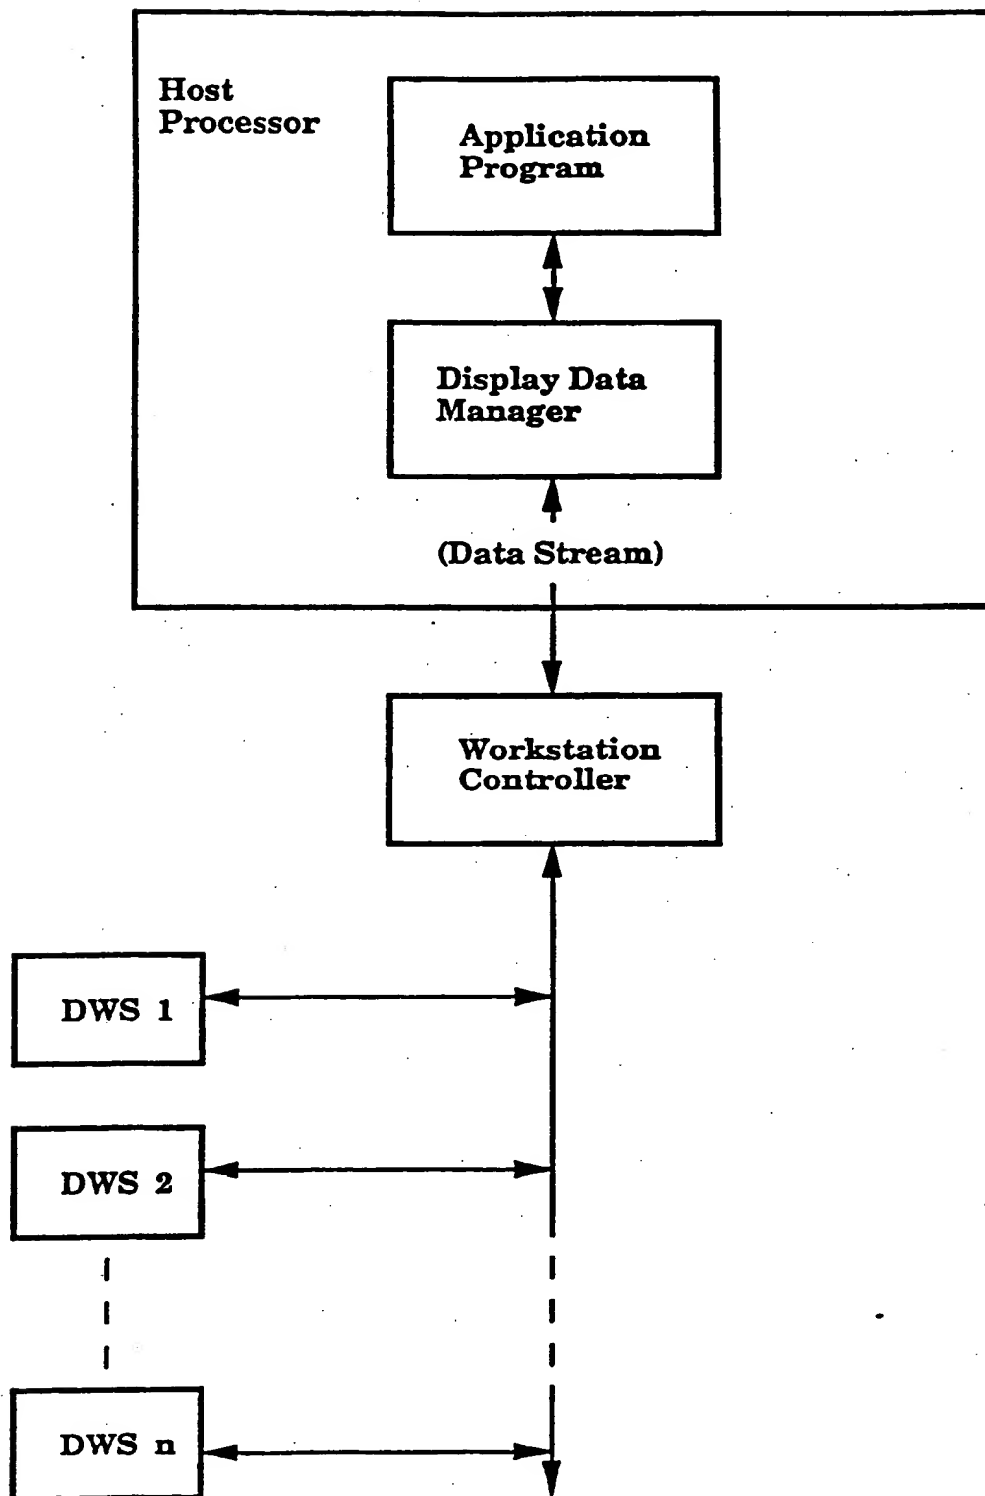 Host
Processor
Application
Program
Display Data
Manager
(Data Stream)
Workstation
Controller
DWS 1
DWS 2
DWS n